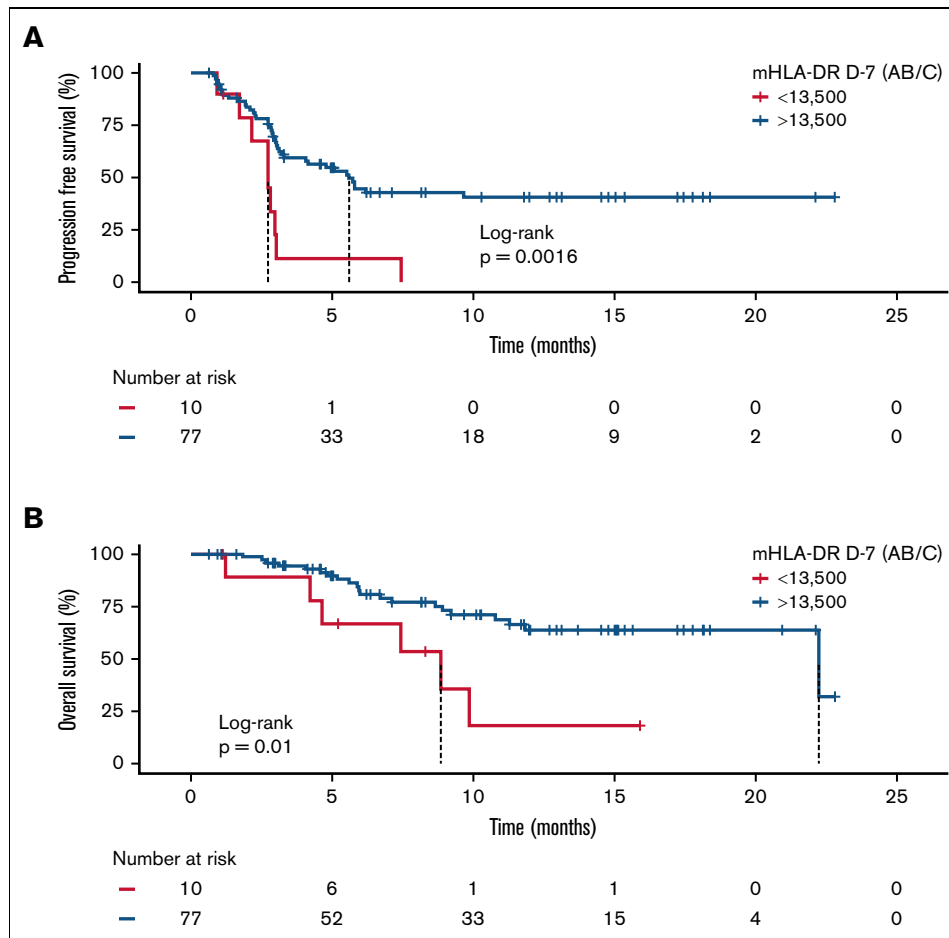 A
100
75
50
25
0
Progression free survival (%)
mHLA-DR D-7 (AB/C)
<13,500
>13,500
Log-rank
p = 0.0016
0 5 10 15 20 25
Time (months)
Number at risk
10 1 0 0 0 0
77 33 18 9 2 0
B
100
75
50
25
0
Overall survival (%)
mHLA-DR D-7 (AB/C)
<13,500
>13,500
Log-rank
p = 0.01
0 5 10 15 20 25
Time (months)
Number at risk
10 6 1 1 0 0
77 52 33 15 4 0